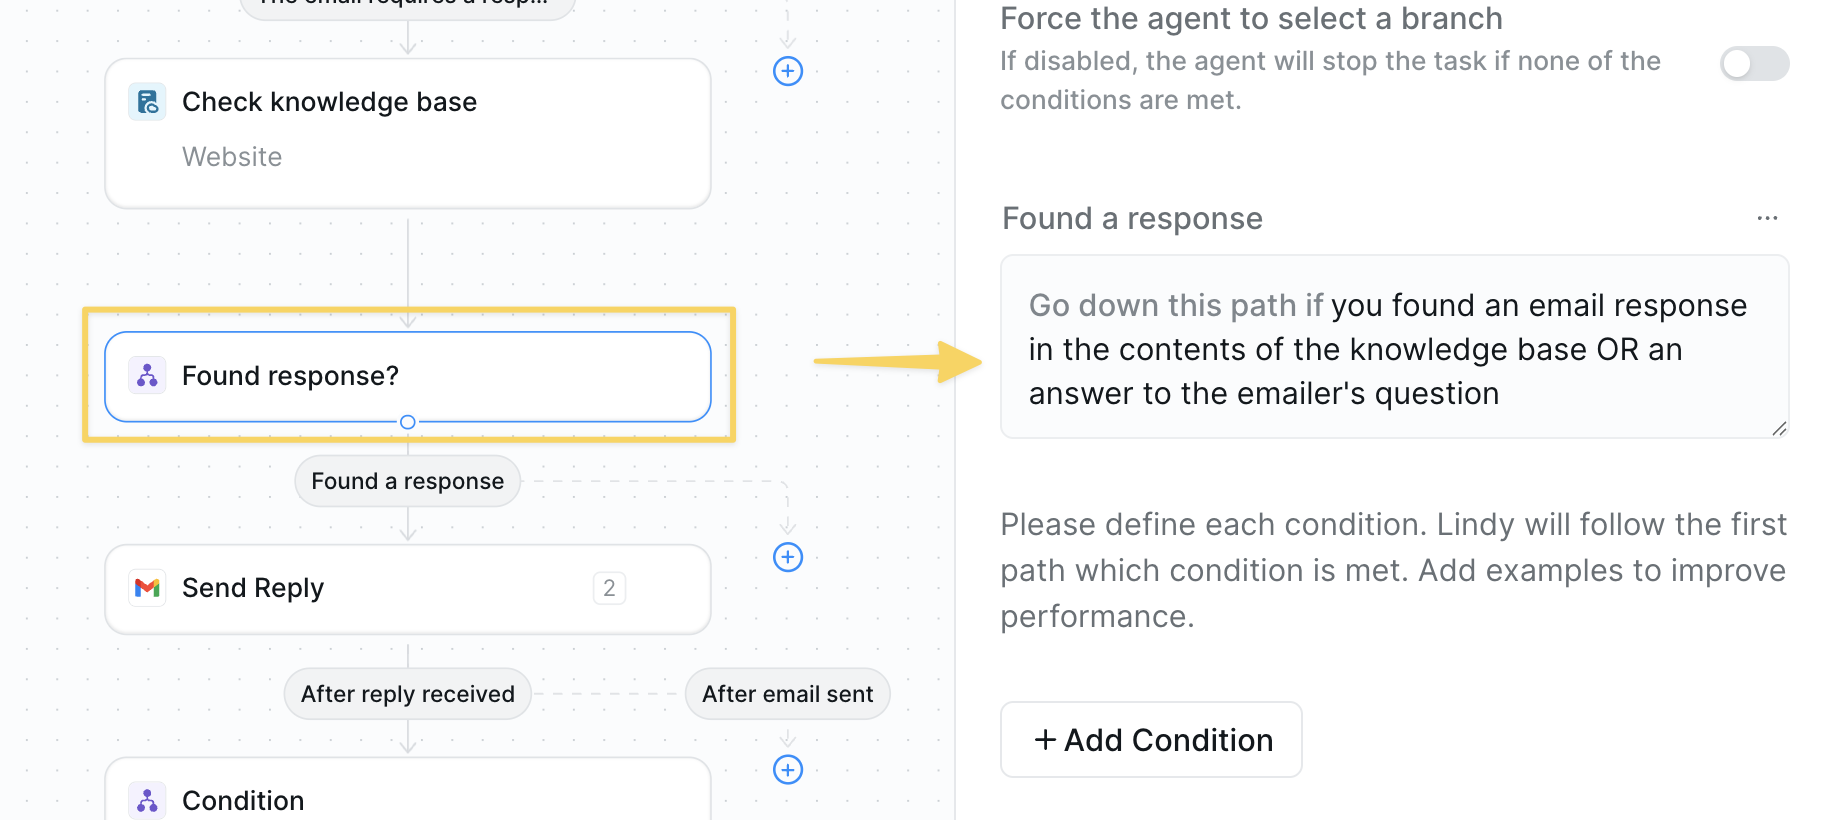 The email requires a resp...
Check knowledge base
Website
Found response?
Found a response
Send Reply
2
After reply received
After email sent
Condition
Force the agent to select a branch
If disabled, the agent will stop the task if none of the
conditions are met.
Found a response
...
Go down this path if you found an email response
in the contents of the knowledge base OR an
answer to the emailer's question
Please define each condition. Lindy will follow the first
path which condition is met. Add examples to improve
performance.
+ Add Condition